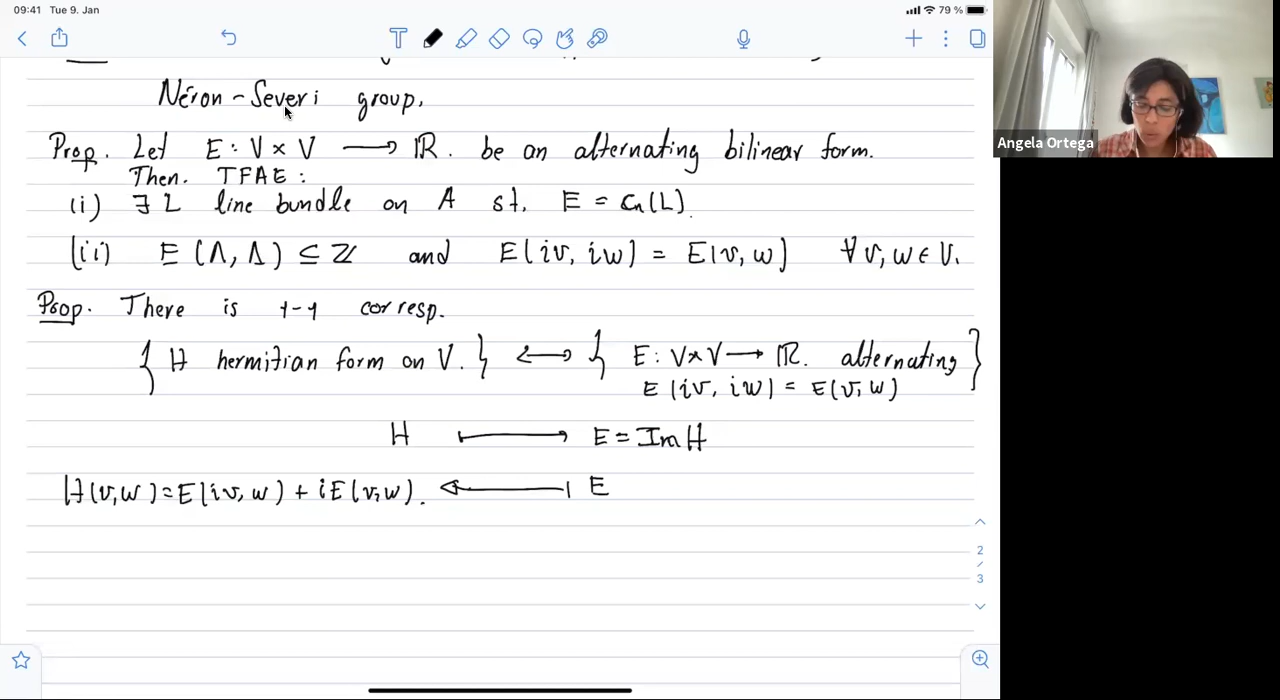 09:41 Tue 9. Jan
79 %
Néron - Severi group,
Prop. Let E : V × V ⟶ ℝ. be an alternating bilinear form.
Then. TFAE :
(i) ∃ L line bundle on A st. E = C₁(L).
(ii) E (Λ, Λ) ⊆ ℤ and E(iv, iw) = E(v, w) ∀ v, w ∈ V.
Prop. There is 1-1 corresp.
{ H hermitian form on V. } ⟷ { E : V×V ⟶ ℝ. alternating }
E (iv, iw) = E(v, w)
H ⟼ E = Im H
H(v,w) = E(iv, w) + iE(v,w). ⟻ E
Angela Ortega
2
3